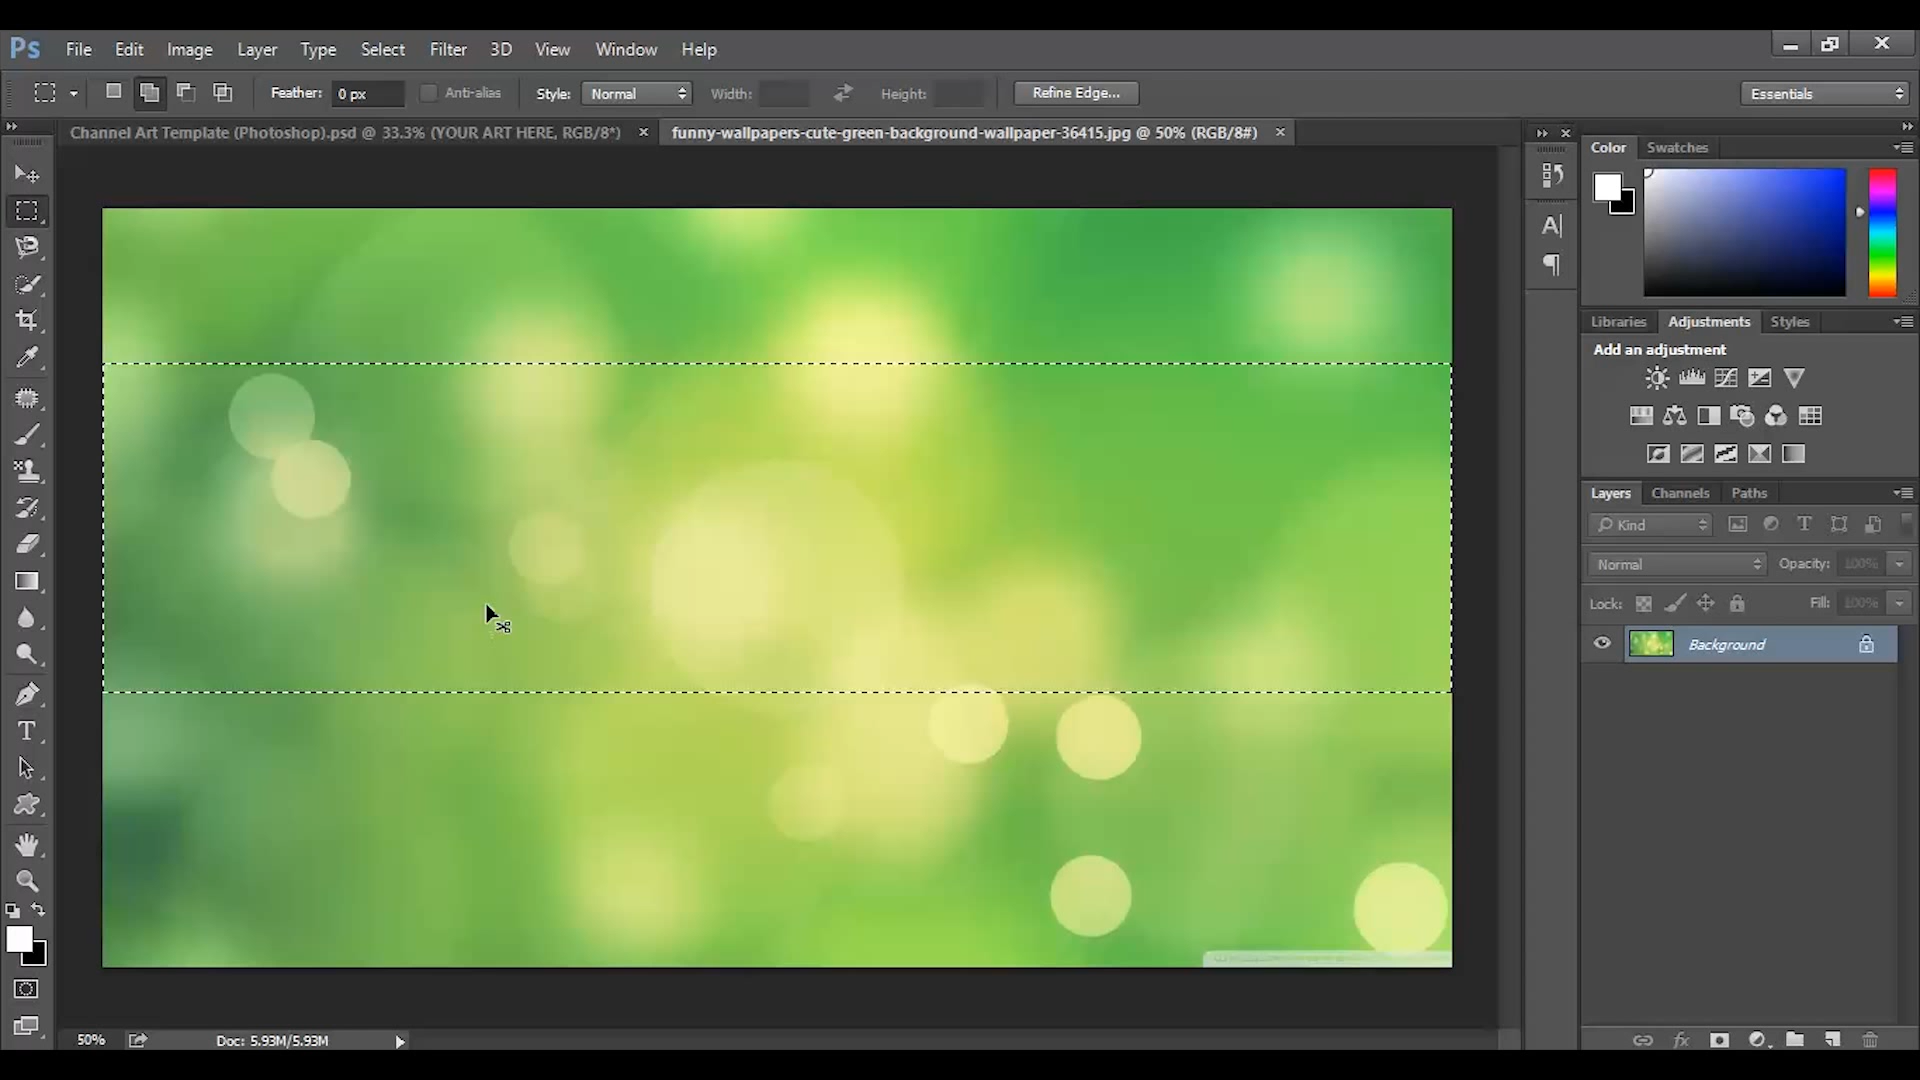 Ps File Edit Image Layer Type Select Filter 3D View Window Help
Feather: 0 px Anti-alias Style: Normal Width: Height: Refine Edge... Essentials
Channel Art Template (Photoshop).psd @ 33.3% (YOUR ART HERE, RGB/8*) × funny-wallpapers-cute-green-background-wallpaper-36415.jpg @ 50% (RGB/8#) ×
Color Swatches
Libraries Adjustments Styles
Add an adjustment
Layers Channels Paths
Kind
Normal Opacity: 100%
Lock: Fill: 100%
Background
50% Doc: 5.93M/5.93M